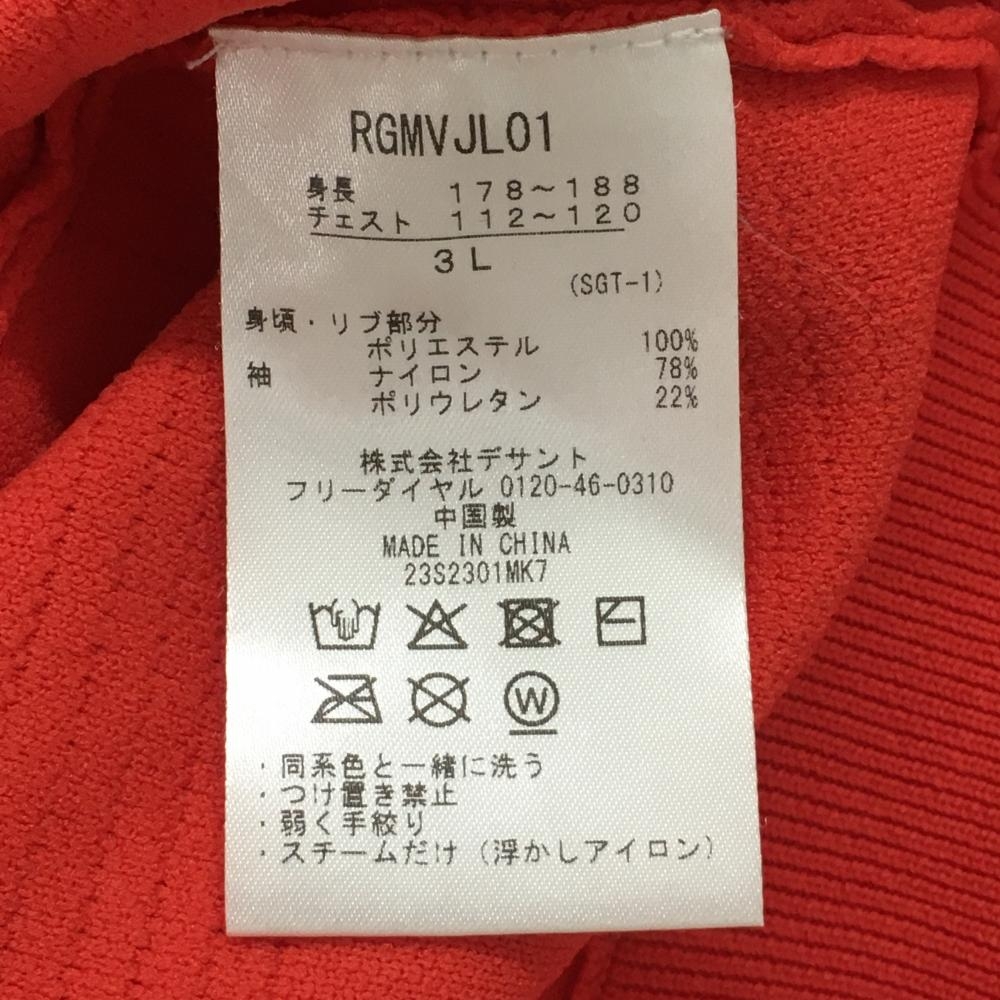 RGMVJL01
身長 178～188
チェスト 112～120
3L
(SGT-1)
身頃・リブ部分
ポリエステル 100%
袖 ナイロン 78%
ポリウレタン 22%
株式会社デサント
フリーダイヤル 0120-46-0310
中国製
MADE IN CHINA
23S2301MK7
W
・同系色と一緒に洗う
・つけ置き禁止
・弱く手絞り
・スチームだけ(浮かしアイロン)